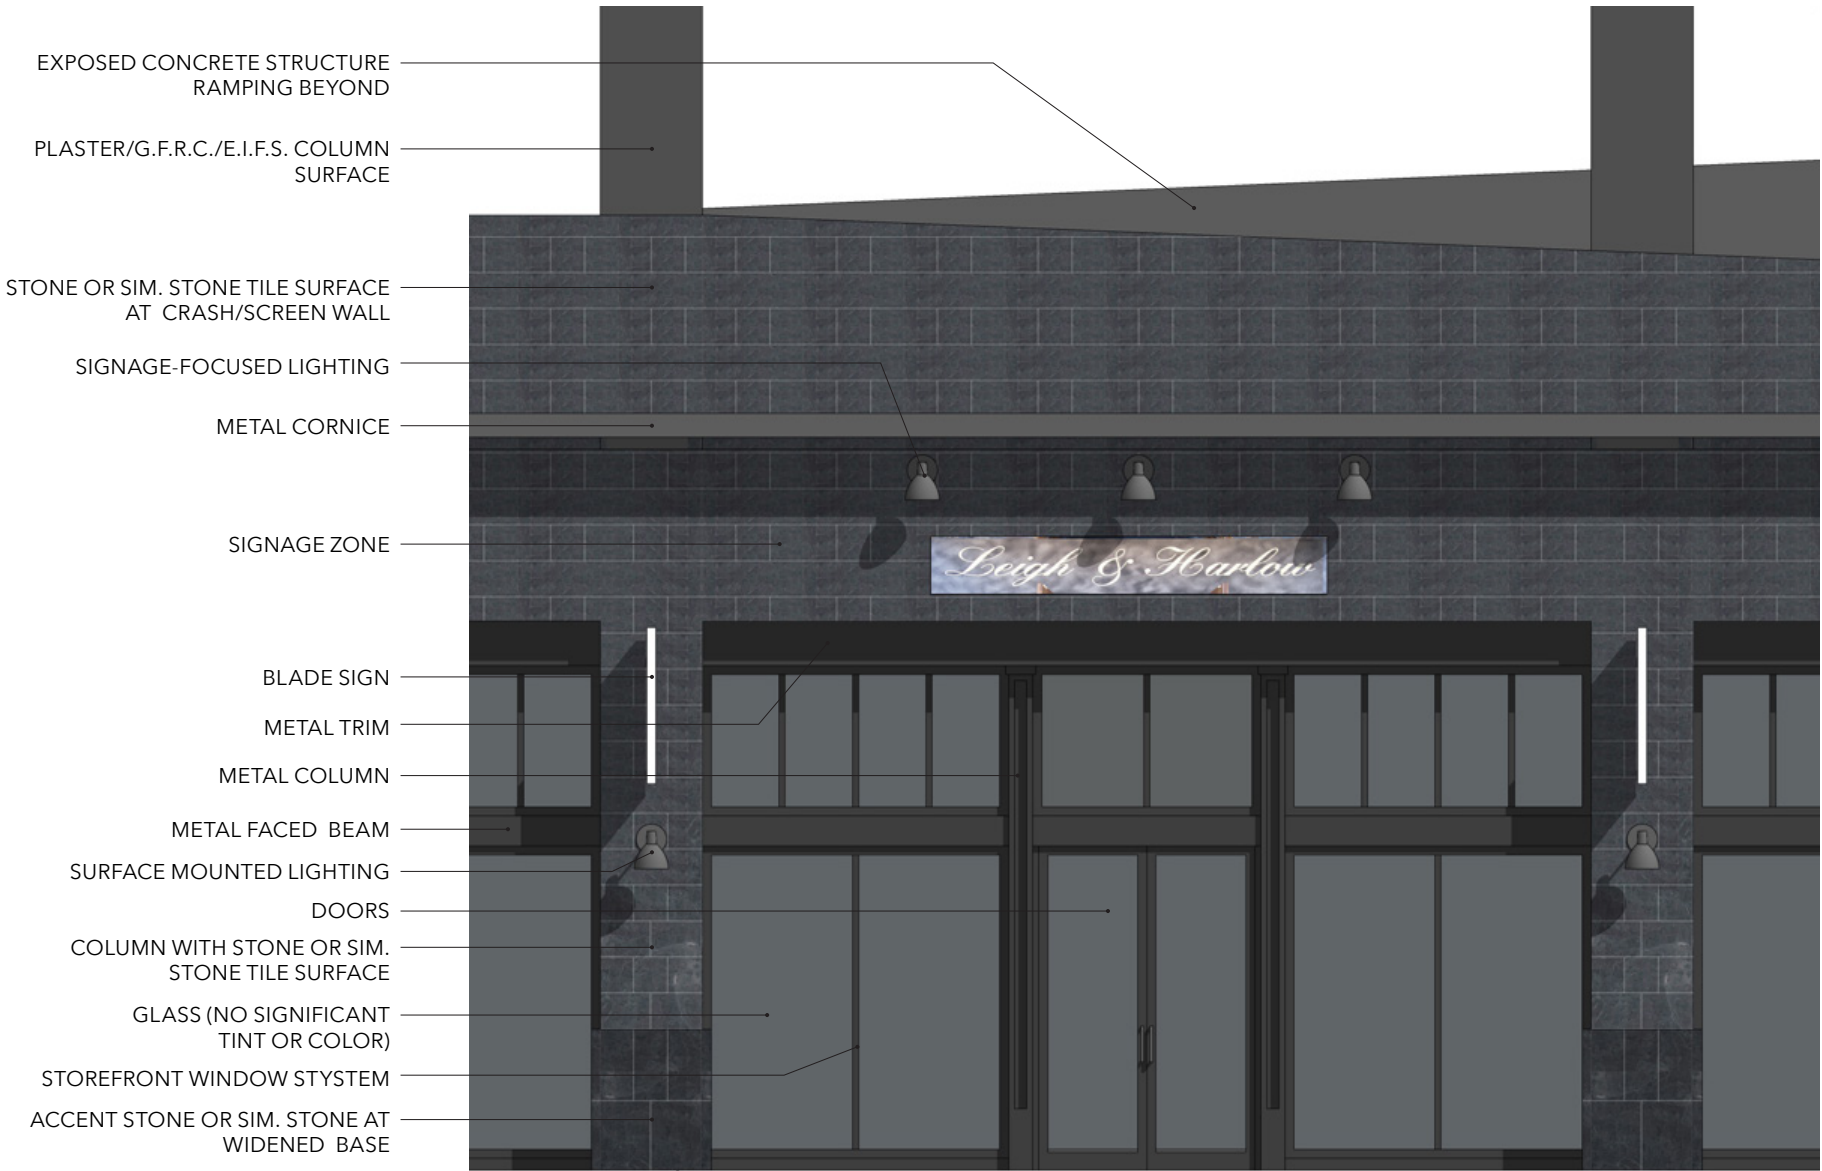 EXPOSED CONCRETE STRUCTURE
RAMPING BEYOND
PLASTER/G.F.R.C./E.I.F.S. COLUMN
SURFACE
STONE OR SIM. STONE TILE SURFACE
AT CRASH/SCREEN WALL
SIGNAGE-FOCUSED LIGHTING
METAL CORNICE
SIGNAGE ZONE
Leigh & Harlow
BLADE SIGN
METAL TRIM
METAL COLUMN
METAL FACED BEAM
SURFACE MOUNTED LIGHTING
DOORS
COLUMN WITH STONE OR SIM.
STONE TILE SURFACE
GLASS (NO SIGNIFICANT
TINT OR COLOR)
STOREFRONT WINDOW STYSTEM
ACCENT STONE OR SIM. STONE AT
WIDENED BASE